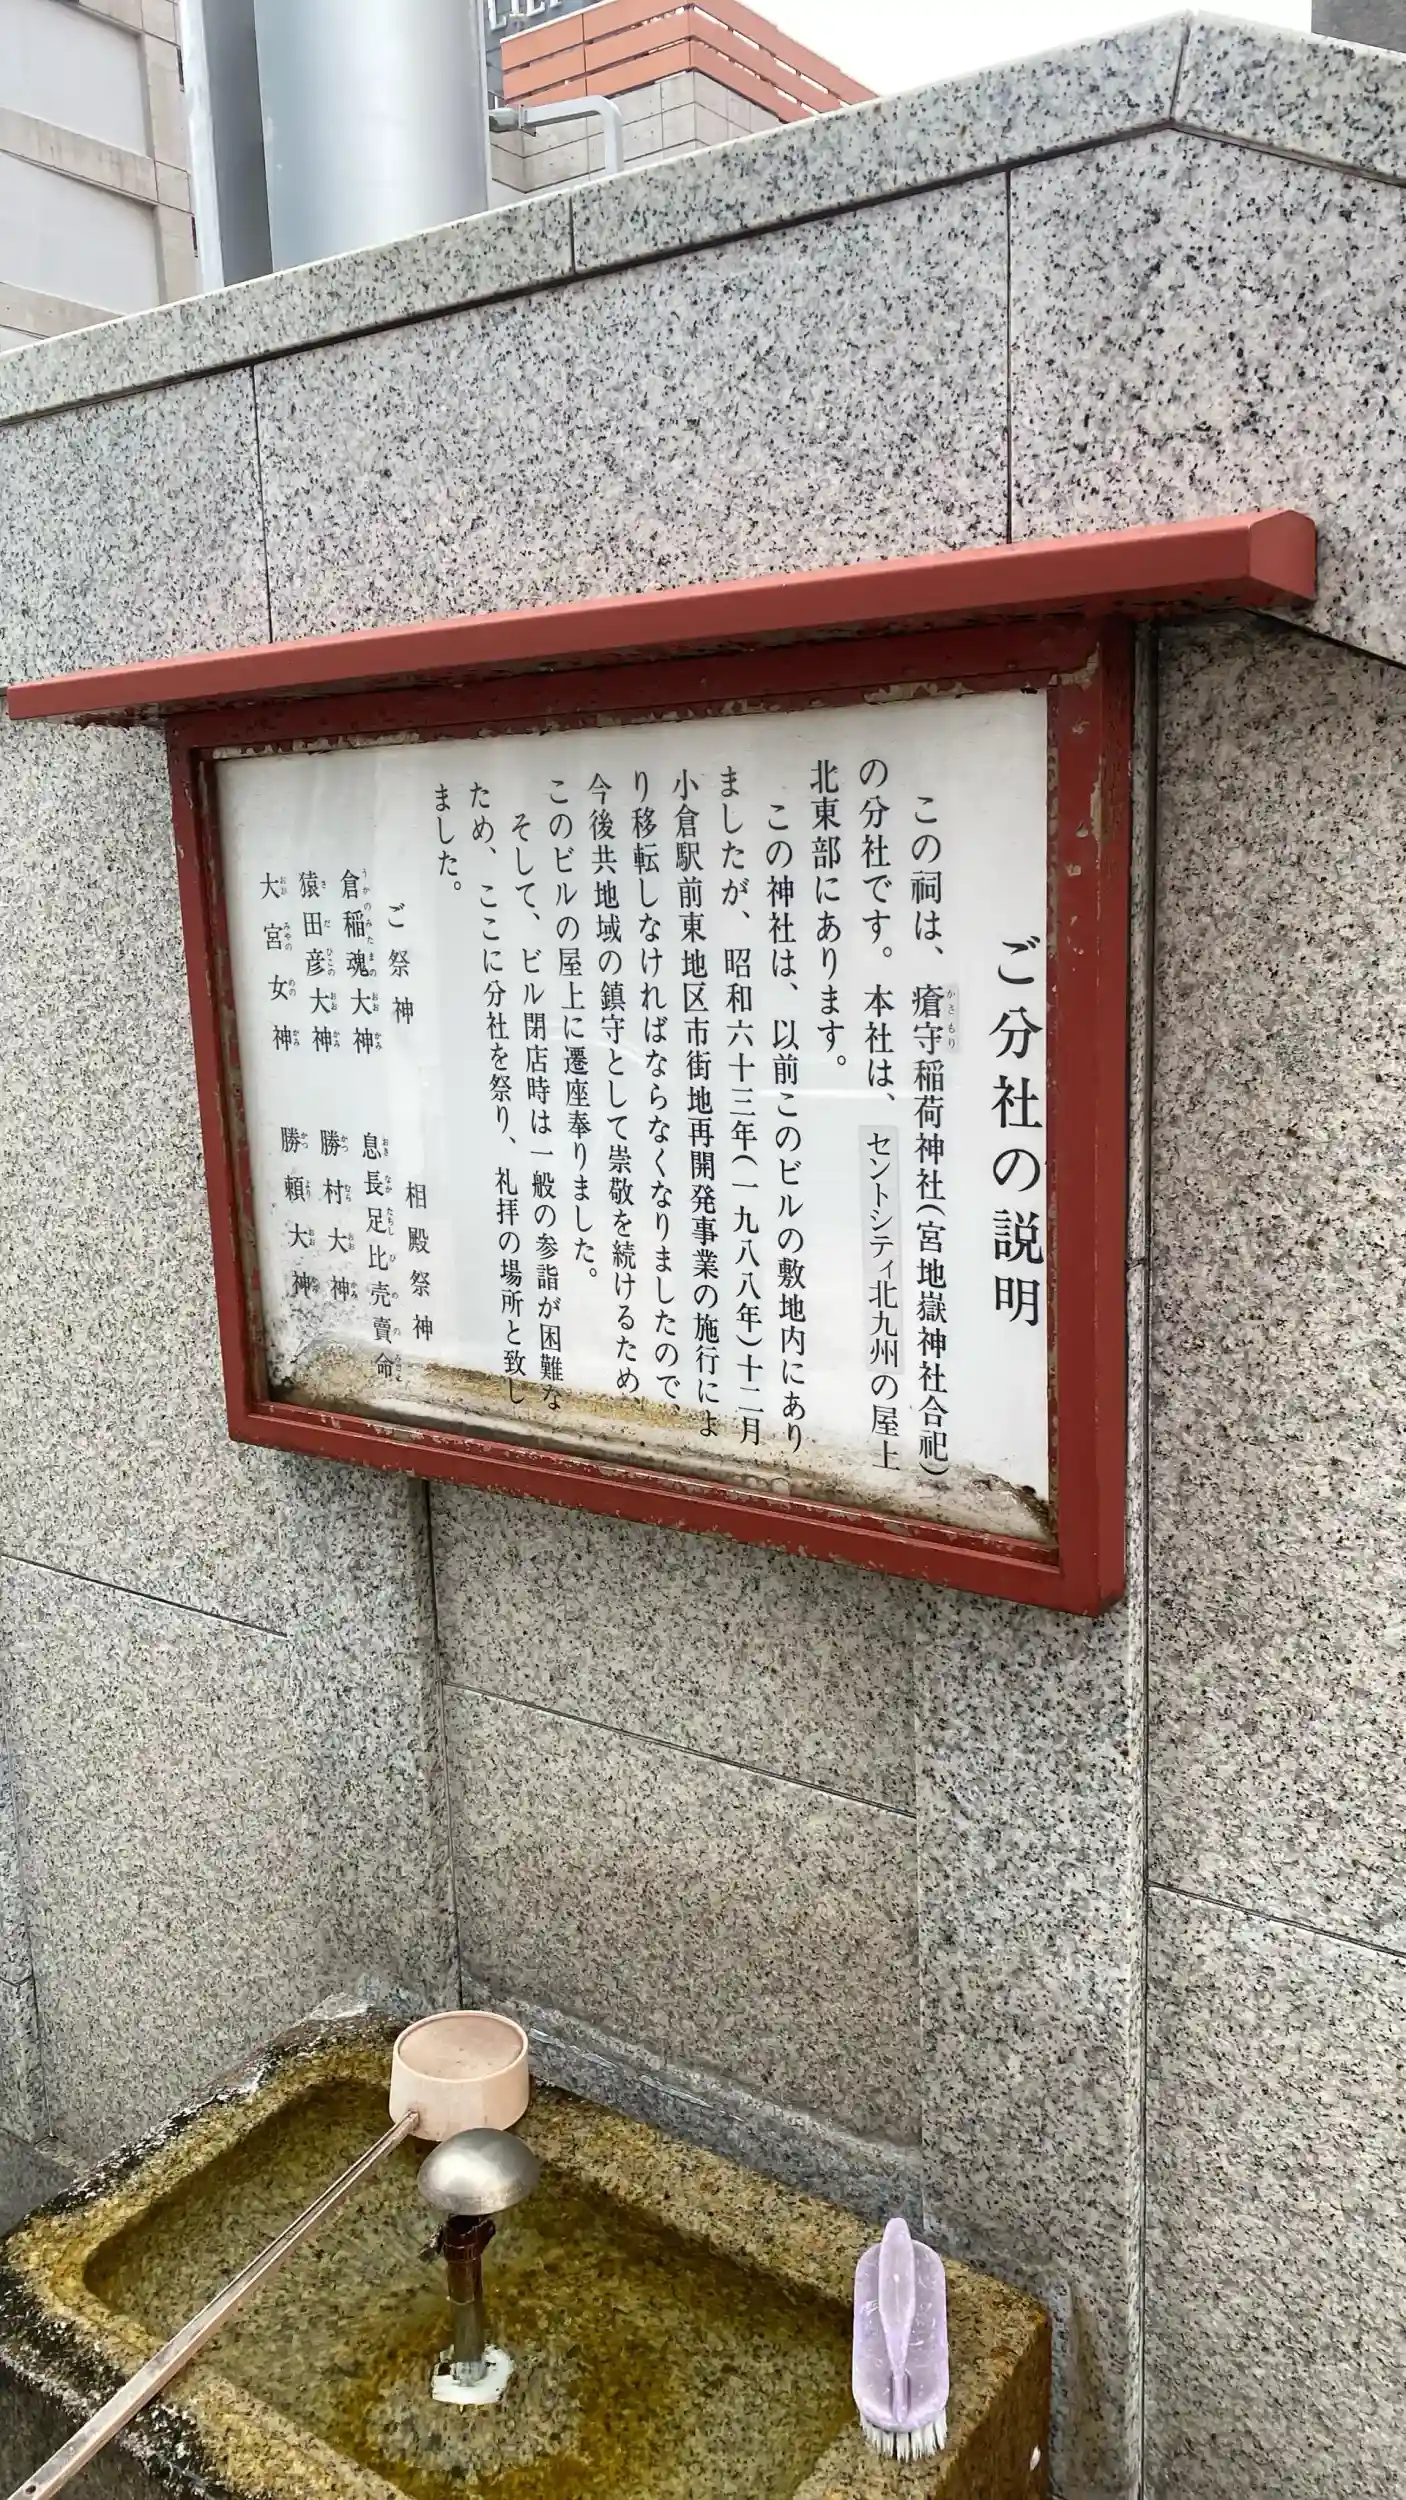 ご分社の説明
この祠は、瘡守稲荷神社(宮地嶽神社合祀)
の分社です。本社は、セントシティ北九州の屋上
北東部にあります。
この神社は、以前このビルの敷地内にあり
ましたが、昭和六十三年(一九八八年)十二月
小倉駅前東地区市街地再開発事業の施行によ
り移転しなければならなくなりましたので、
今後共地域の鎮守として崇敬を続けるため、
このビルの屋上に遷座奉りました。
そして、ビル閉店時は一般の参詣が困難な
ため、ここに分社を祭り、礼拝の場所と致し
ました。
ご祭神
倉稲魂大神
猿田彦大神
大宮女神
相殿祭神
息長足比売賣命
勝村大神
勝頼大神